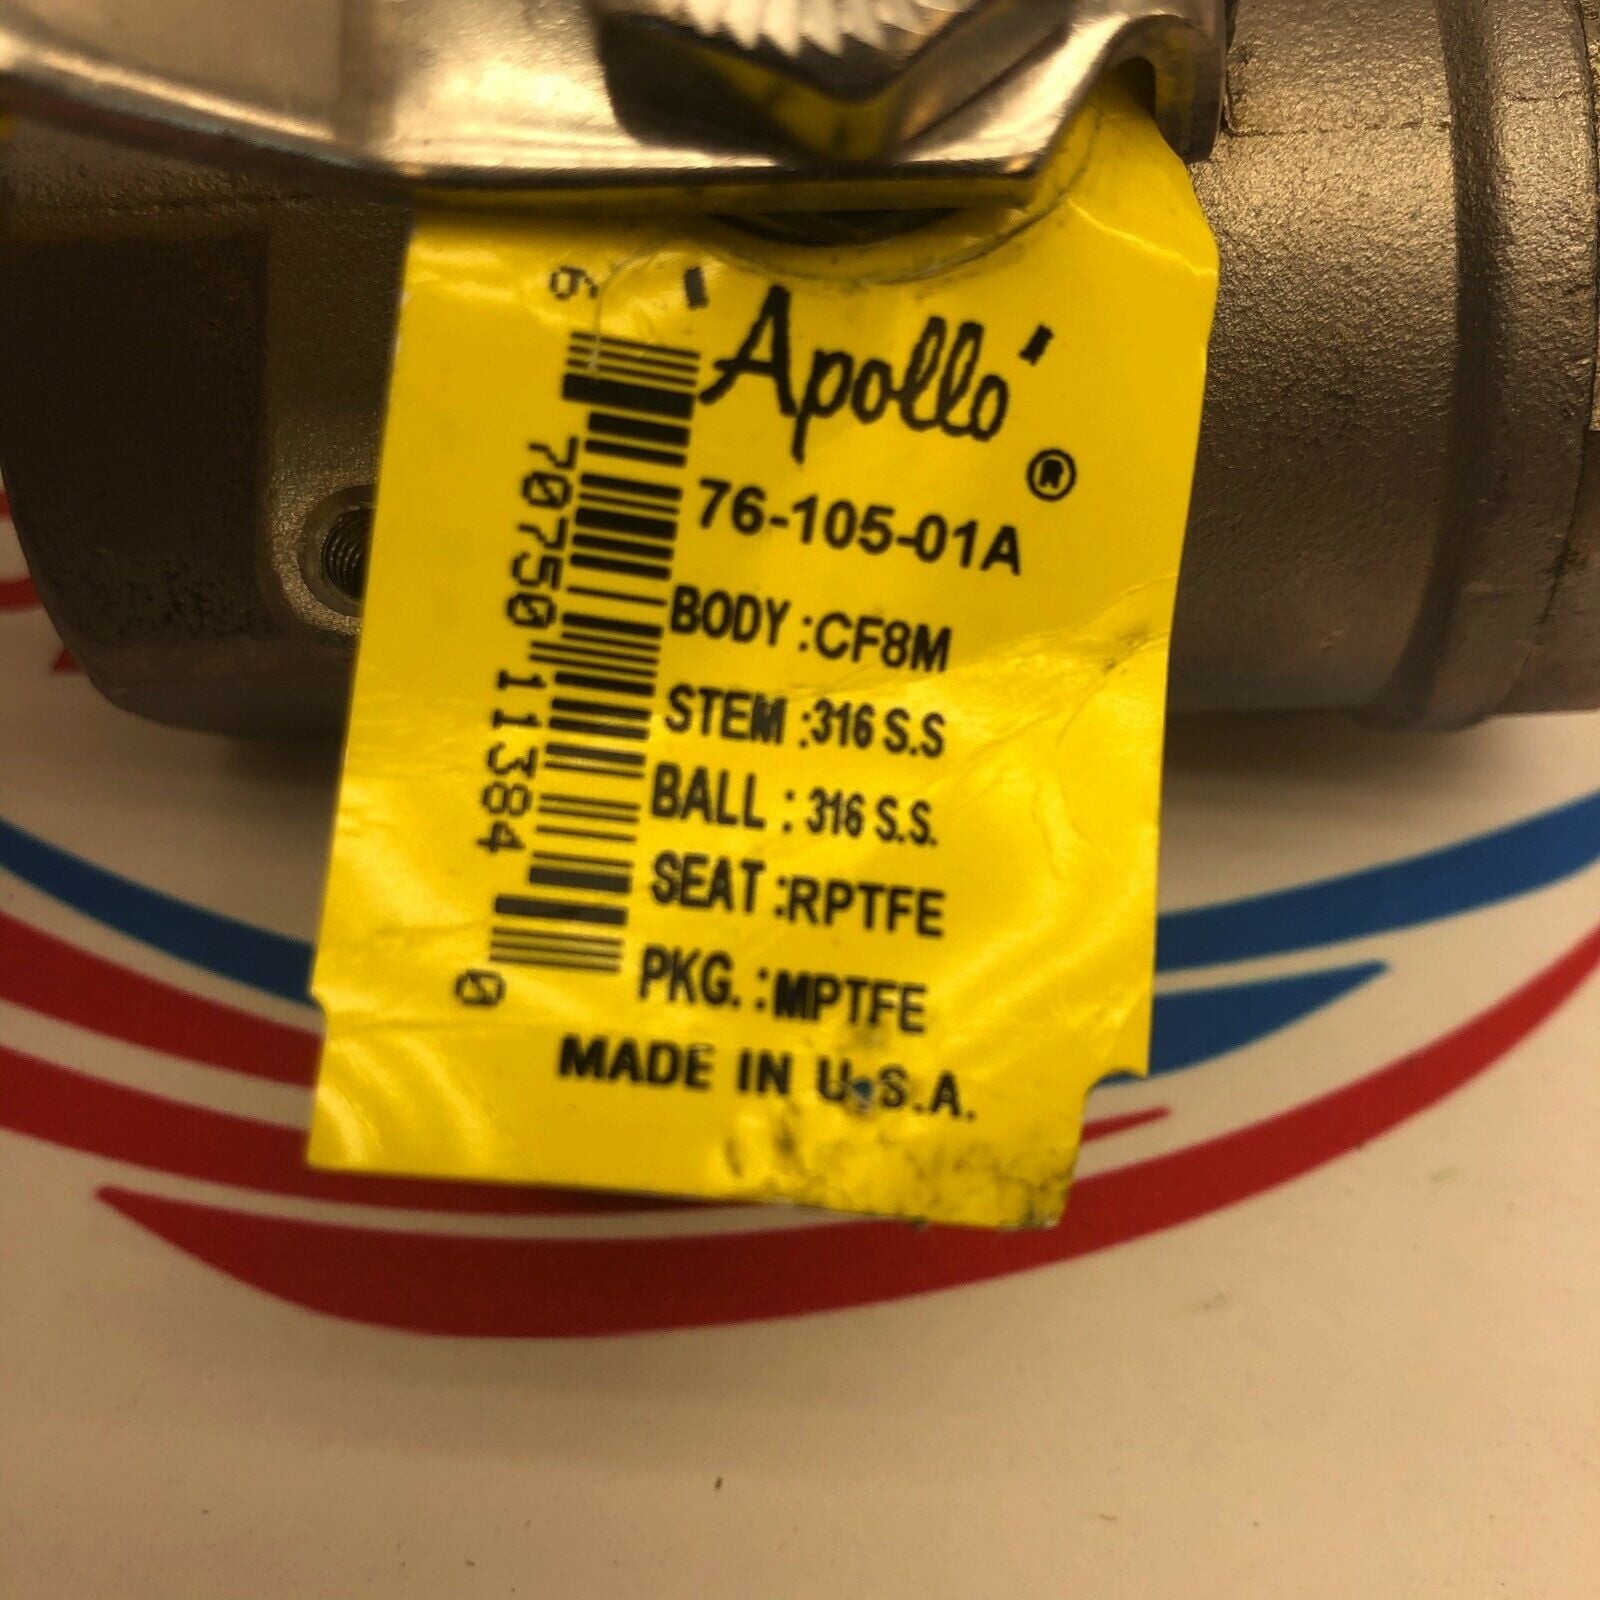 'Apollo'®
76-105-01A
BODY : CF8M
STEM : 316 S.S
BALL : 316 S.S.
SEAT : RPTFE
PKG. : MPTFE
MADE IN U.S.A.
6 70750 11384 0